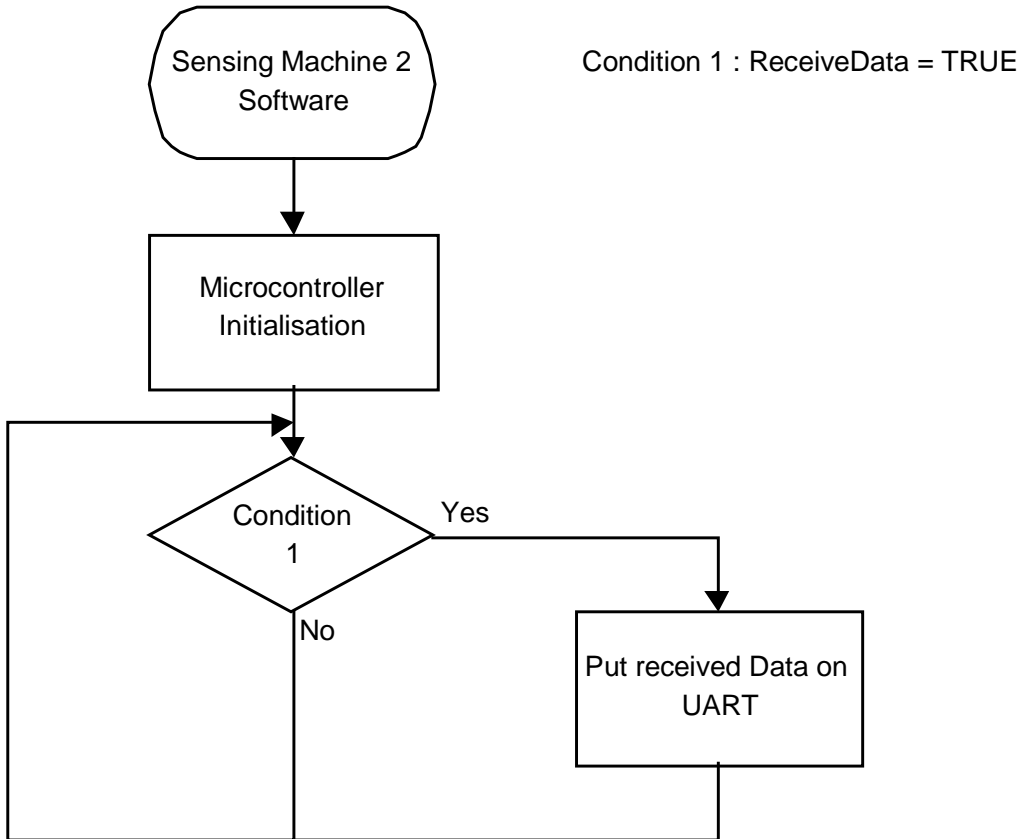 Sensing Machine 2
Software
Condition 1 : ReceiveData = TRUE
Microcontroller
Initialisation
Condition
1
Yes
No
Put received Data on
UART